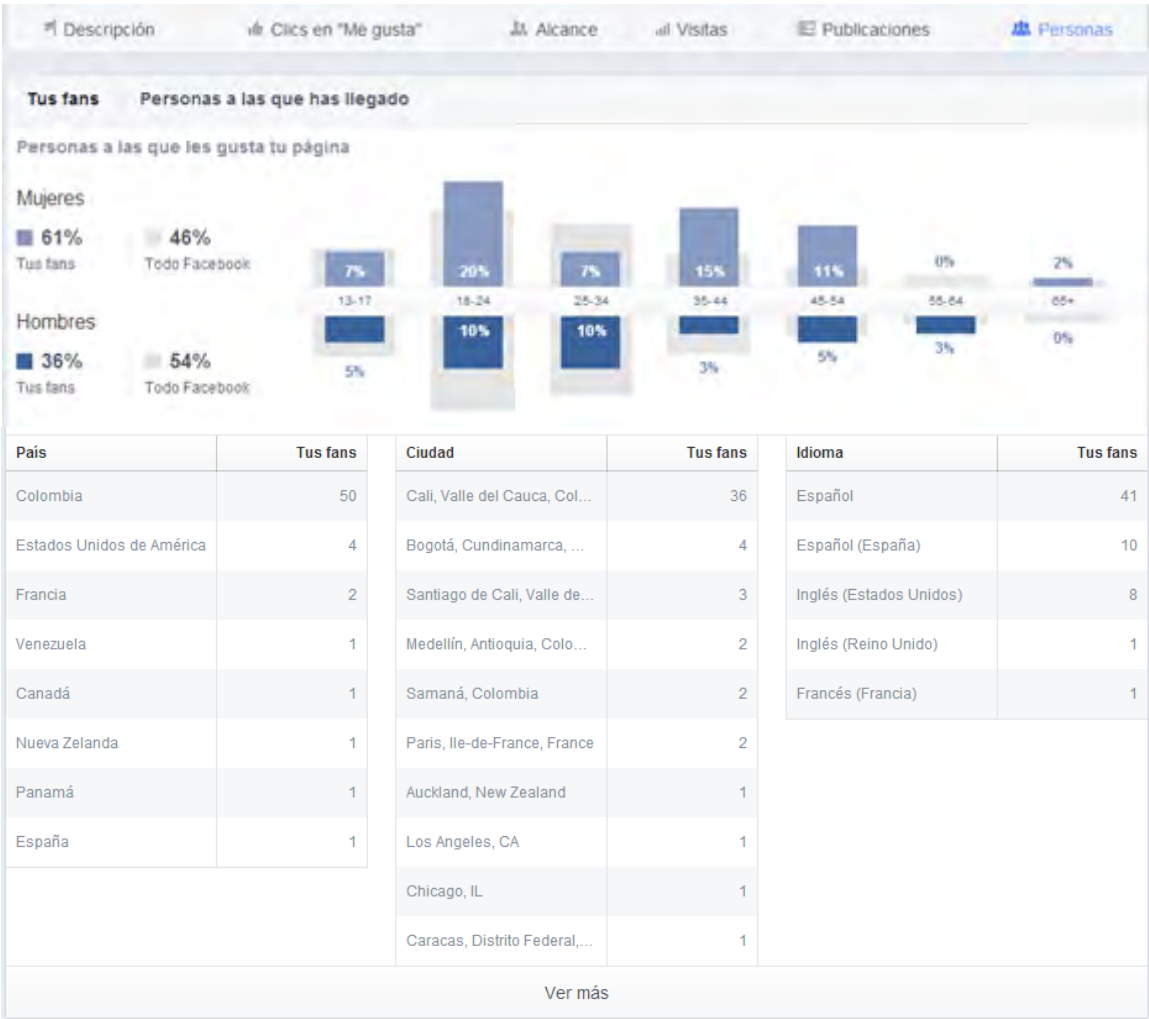 Descripción Clics en "Me gusta" Alcance Visitas Publicaciones Personas
Tus fans Personas a las que has llegado
Personas a las que les gusta tu página
Mujeres
61% 46%
Tus fans Todo Facebook
7% 20% 7% 15% 11% 0% 2%
13-17 18-24 25-34 35-44 45-54 55-64 65+
Hombres
36% 54%
Tus fans Todo Facebook
5% 10% 10% 3% 5% 3% 0%
País Tus fans Ciudad Tus fans Idioma Tus fans
Colombia 50 Cali, Valle del Cauca, Col... 36 Español 41
Estados Unidos de América 4 Bogotá, Cundinamarca, ... 4 Español (España) 10
Francia 2 Santiago de Cali, Valle de... 3 Inglés (Estados Unidos) 8
Venezuela 1 Medellín, Antioquia, Colo... 2 Inglés (Reino Unido) 1
Canadá 1 Samaná, Colombia 2 Francés (Francia) 1
Nueva Zelanda 1 Paris, Ile-de-France, France 2
Panamá 1 Auckland, New Zealand 1
España 1 Los Angeles, CA 1
Chicago, IL 1
Caracas, Distrito Federal,... 1
Ver más